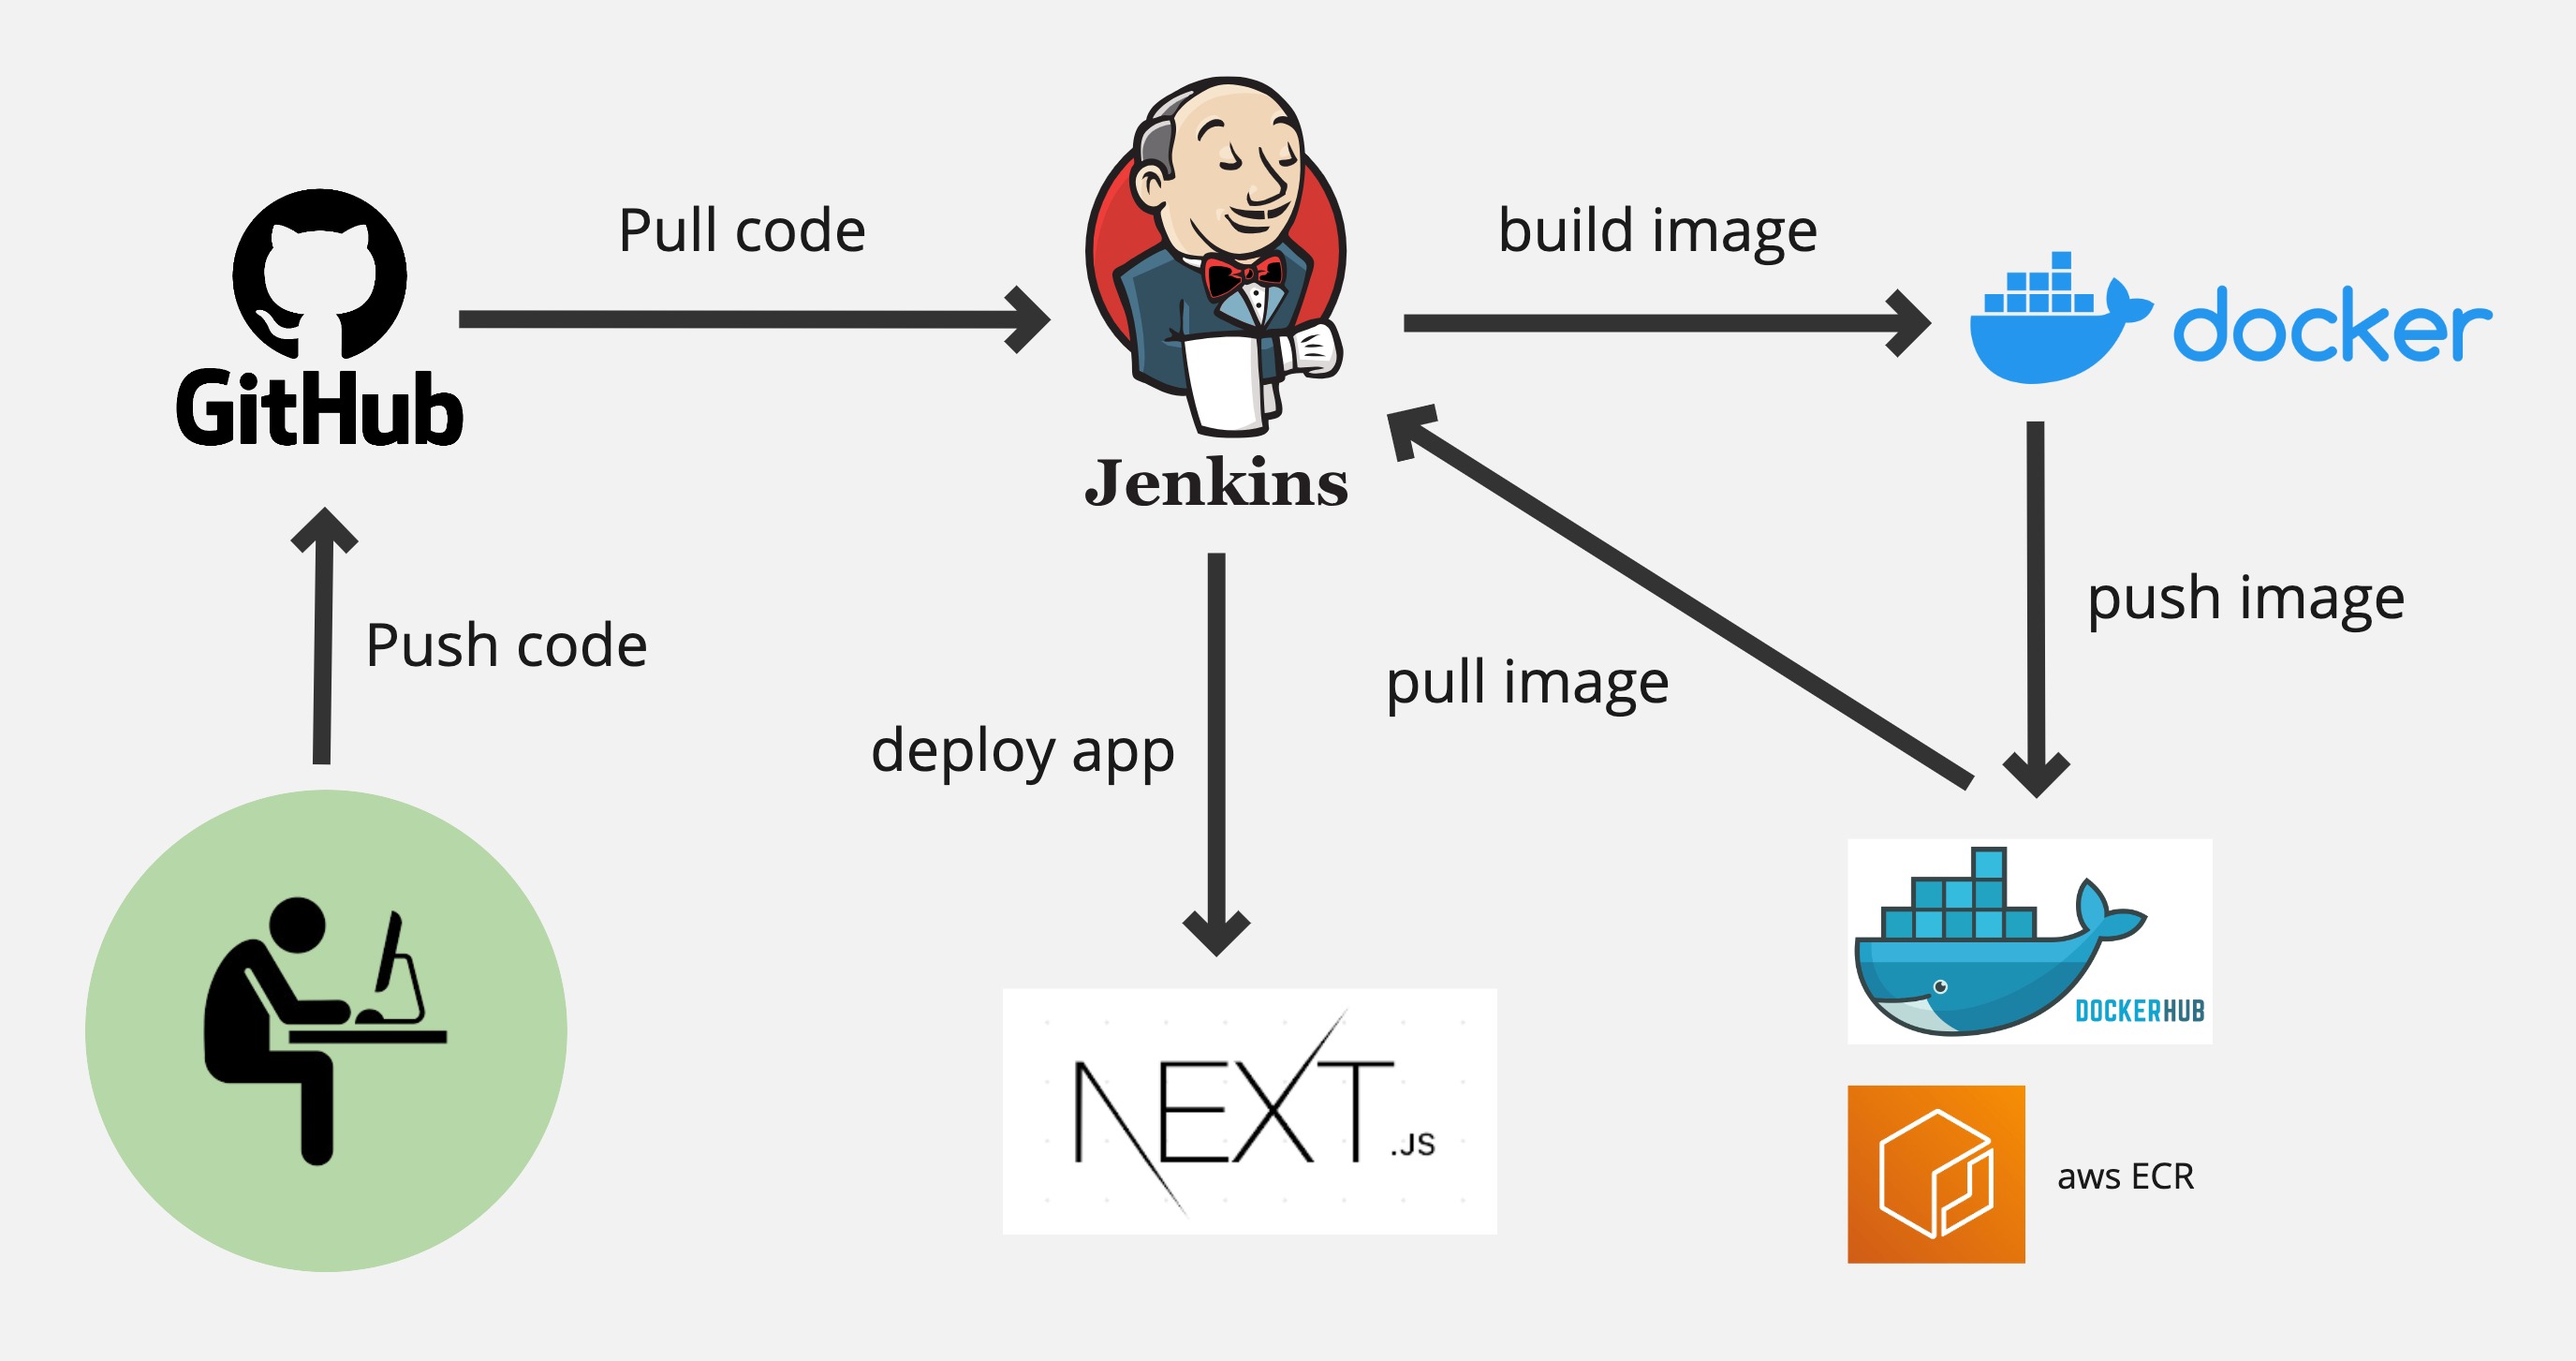 Pull code
build image
GitHub
docker
Jenkins
Push code
push image
pull image
deploy app
DOCKERHUB
NEXT.JS
aws ECR